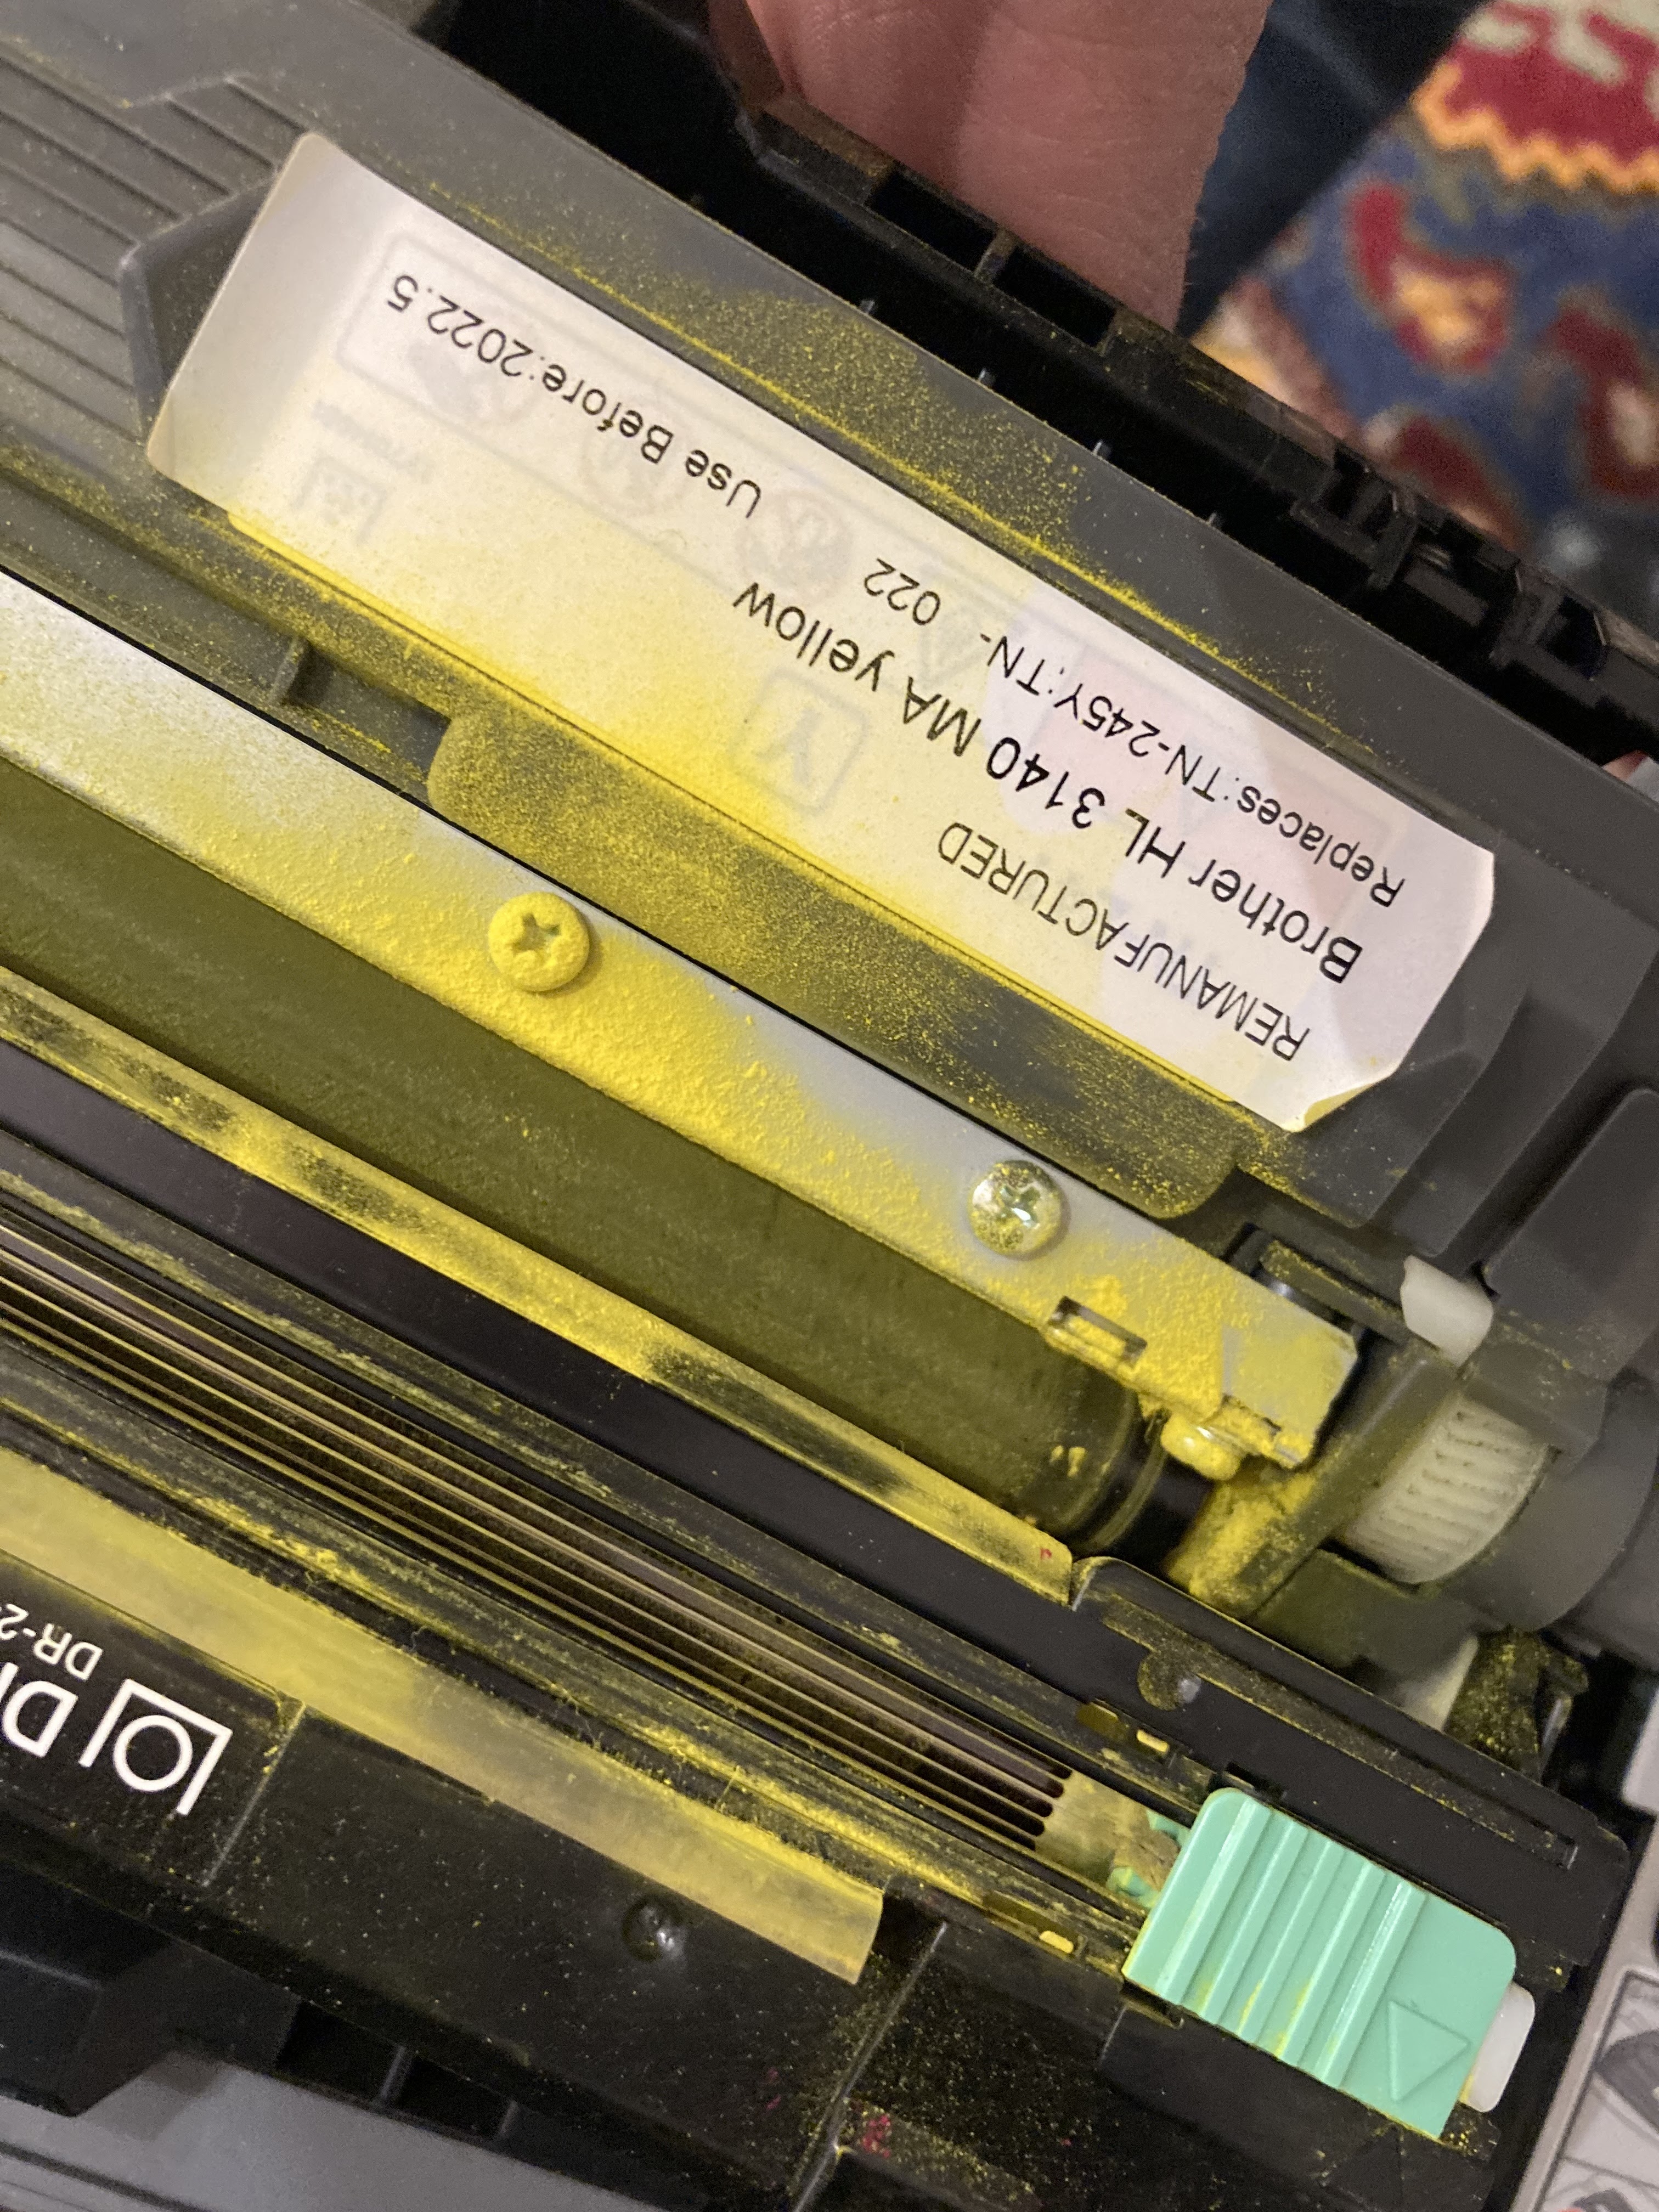 REMANUFACTURED
Brother HL 3140 MA yellow
Replaces:TN-245Y:TN- 022
Use Before:2022.5
Y
DR-2